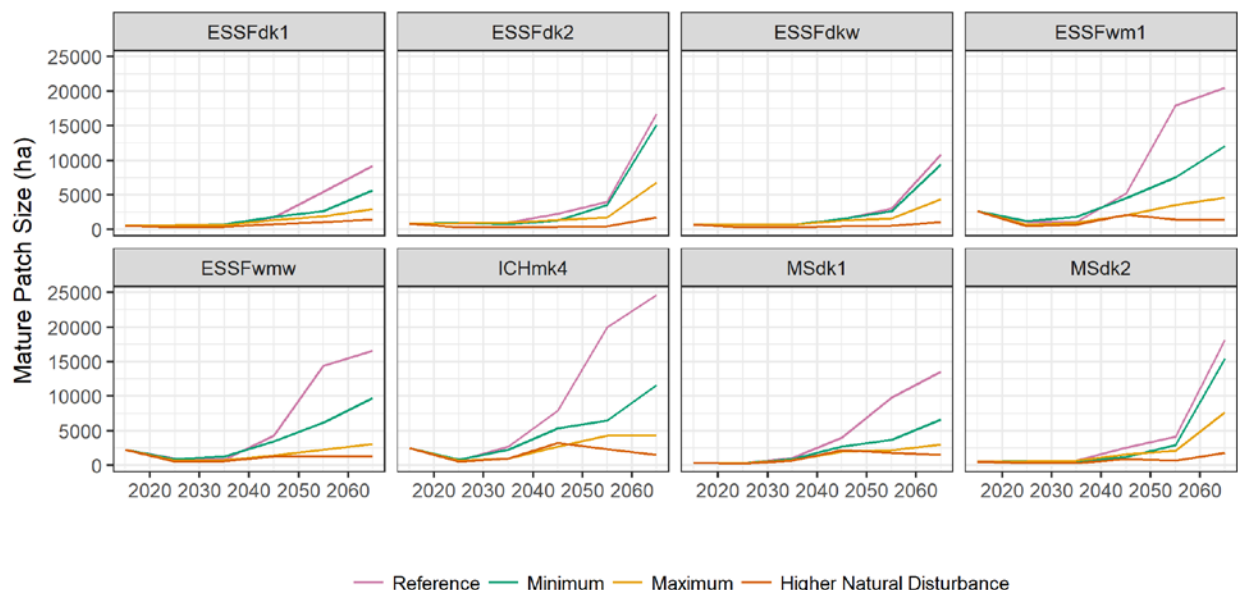 ESSFdk1 ESSFdk2 ESSFdkw ESSFwm1
Mature Patch Size (ha)
25000
20000
15000
10000
5000
0
ESSFwmw ICHmk4 MSdk1 MSdk2
25000
20000
15000
10000
5000
0
2020 2030 2040 2050 2060 2020 2030 2040 2050 2060 2020 2030 2040 2050 2060 2020 2030 2040 2050 2060
Reference Minimum Maximum Higher Natural Disturbance